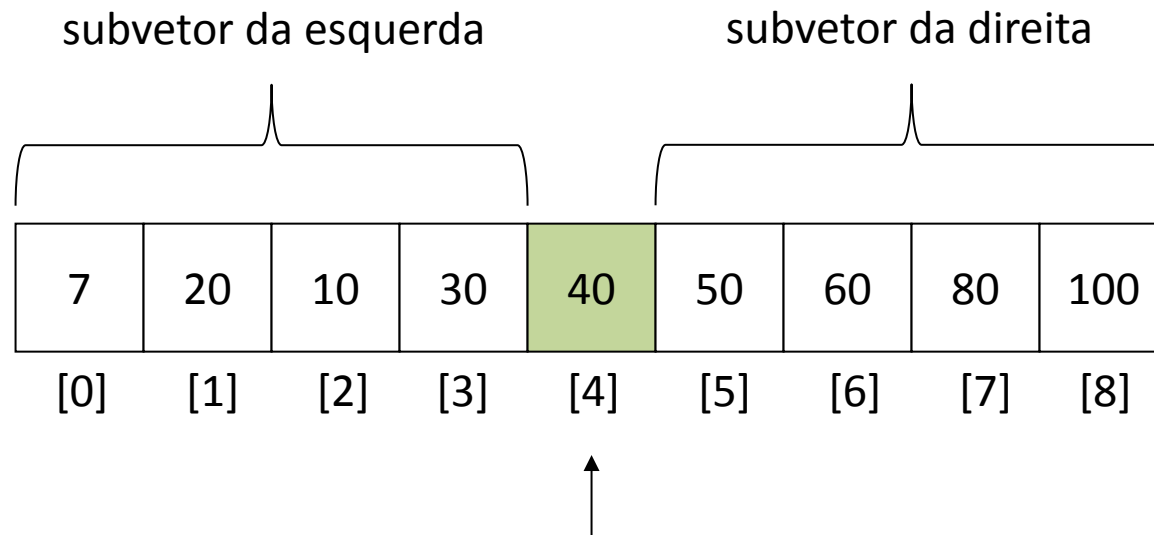 subvetor da esquerda subvetor da direita
7 20 10 30 40 50 60 80 100
[0] [1] [2] [3] [4] [5] [6] [7] [8]